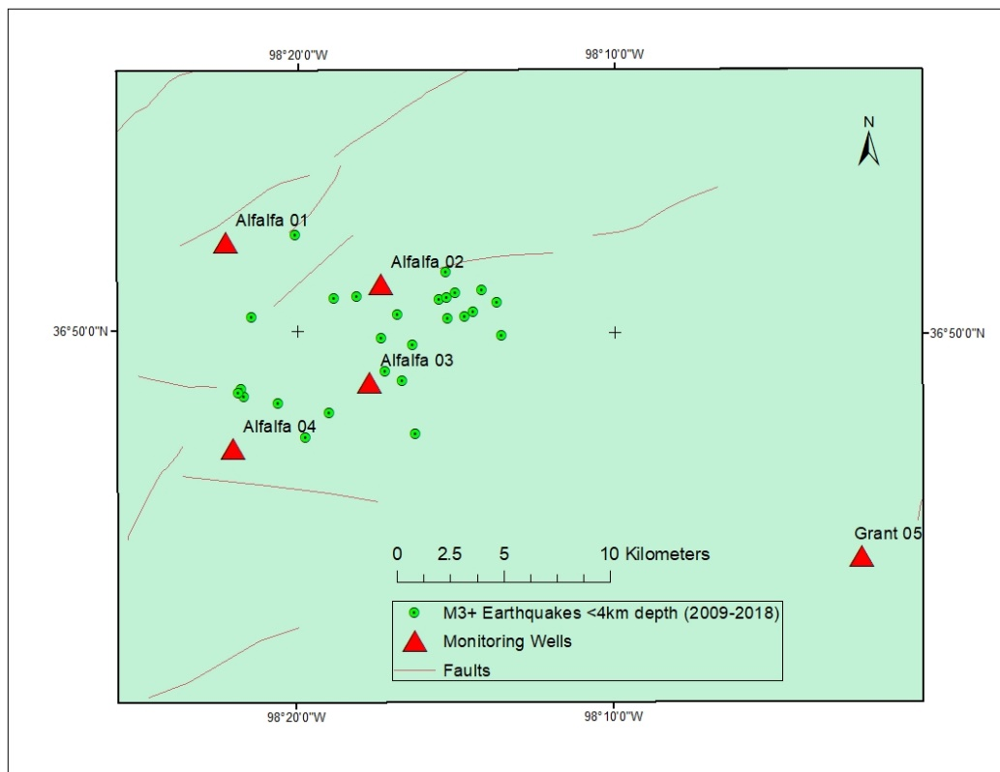 98°20'0"W
98°10'0"W
N
Alfalfa 01
Alfalfa 02
36°50'0"N
36°50'0"N
Alfalfa 03
Alfalfa 04
Grant 05
0 2.5 5 10 Kilometers
M3+ Earthquakes <4km depth (2009-2018)
Monitoring Wells
Faults
98°20'0"W
98°10'0"W